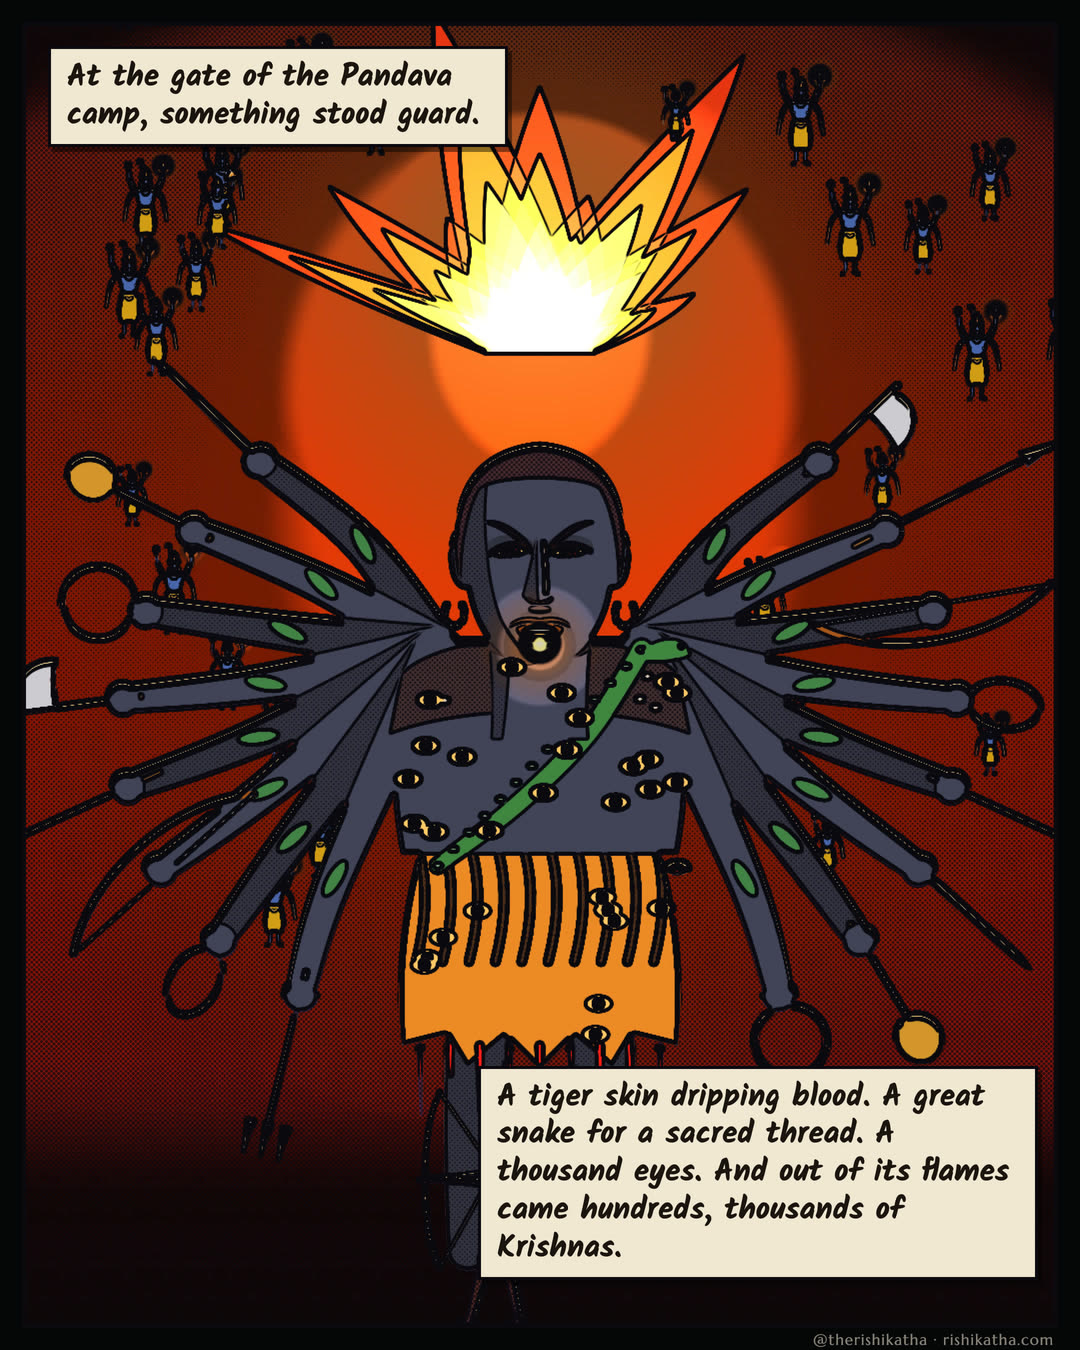 At the gate of the Pandava
camp, something stood guard.
A tiger skin dripping blood. A great
snake for a sacred thread. A
thousand eyes. And out of its flames
came hundreds, thousands of
Krishnas.
@therishikatha · rishikatha.com